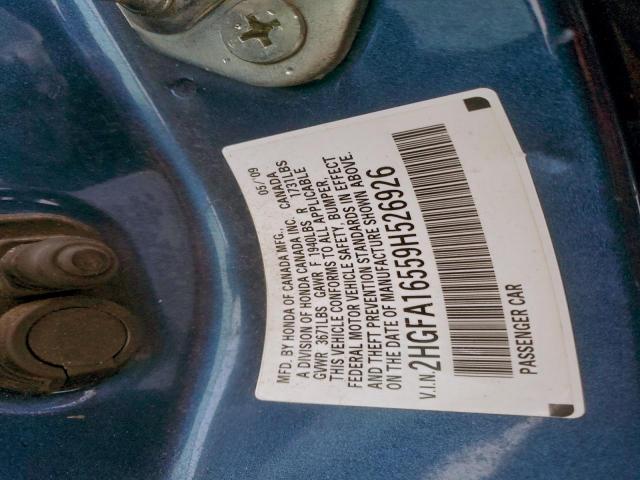 MFD. BY HONDA OF CANADA MFG., CANADA 05/09
A DIVISION OF HONDA CANADA INC.
GVWR 3671LBS GAWR F 1940LBS R 1737LBS
THIS VEHICLE CONFORMS TO ALL APPLICABLE
FEDERAL MOTOR VEHICLE SAFETY, BUMPER,
AND THEFT PREVENTION STANDARDS IN EFFECT
ON THE DATE OF MANUFACTURE SHOWN ABOVE.
V.I.N. 2HGFA16559H526926
PASSENGER CAR